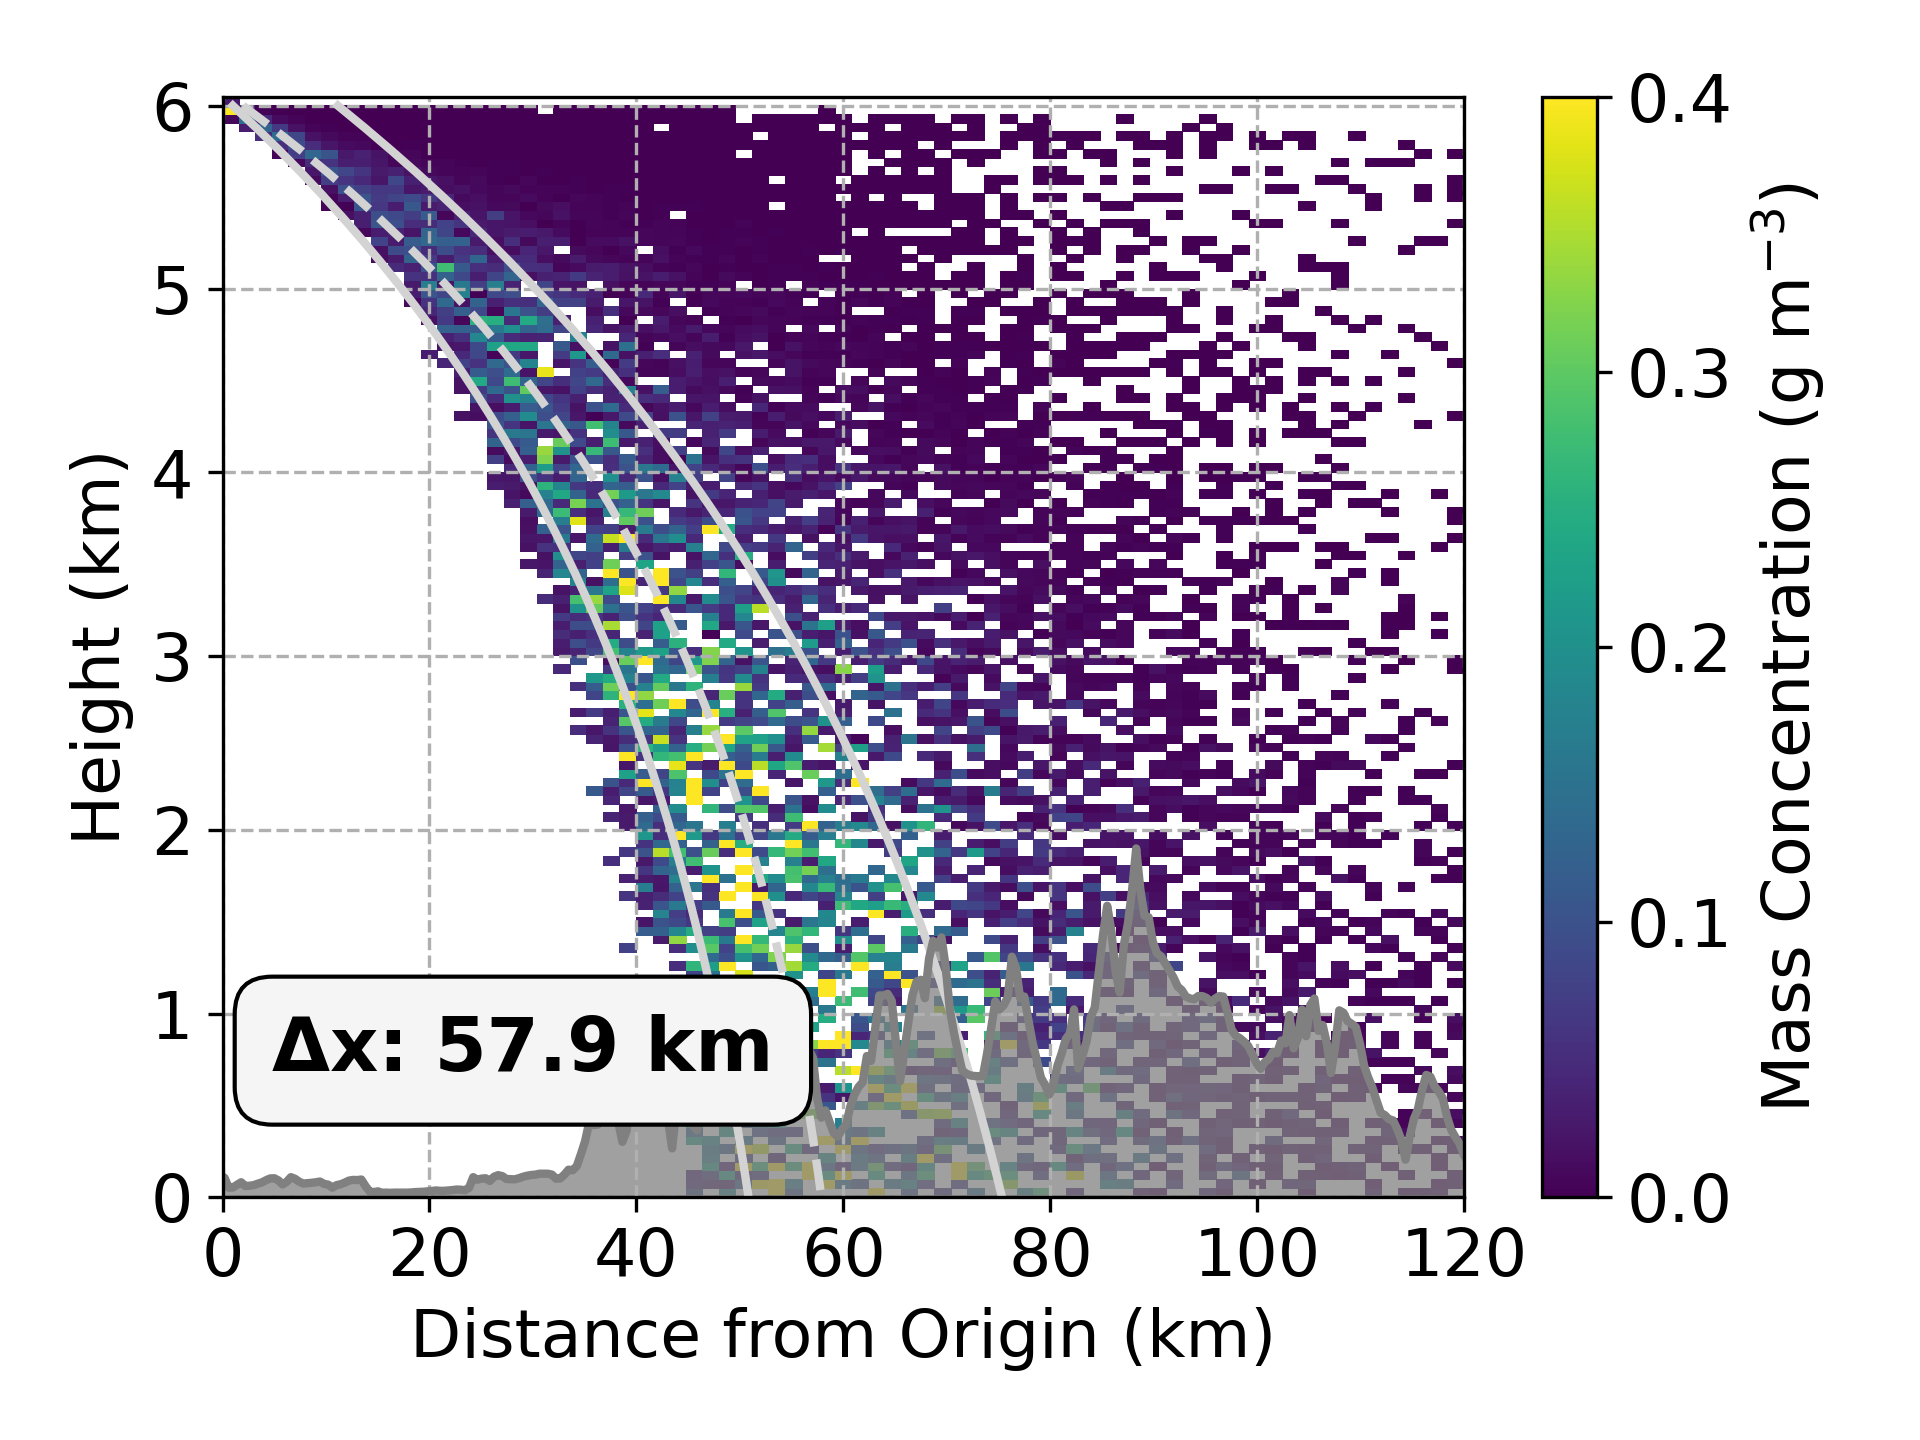 6
5
4
3
2
1
0
Height (km)
Δx: 57.9 km
0 20 40 60 80 100 120
Distance from Origin (km)
0.4
0.3
0.2
0.1
0.0
Mass Concentration (g m⁻³)